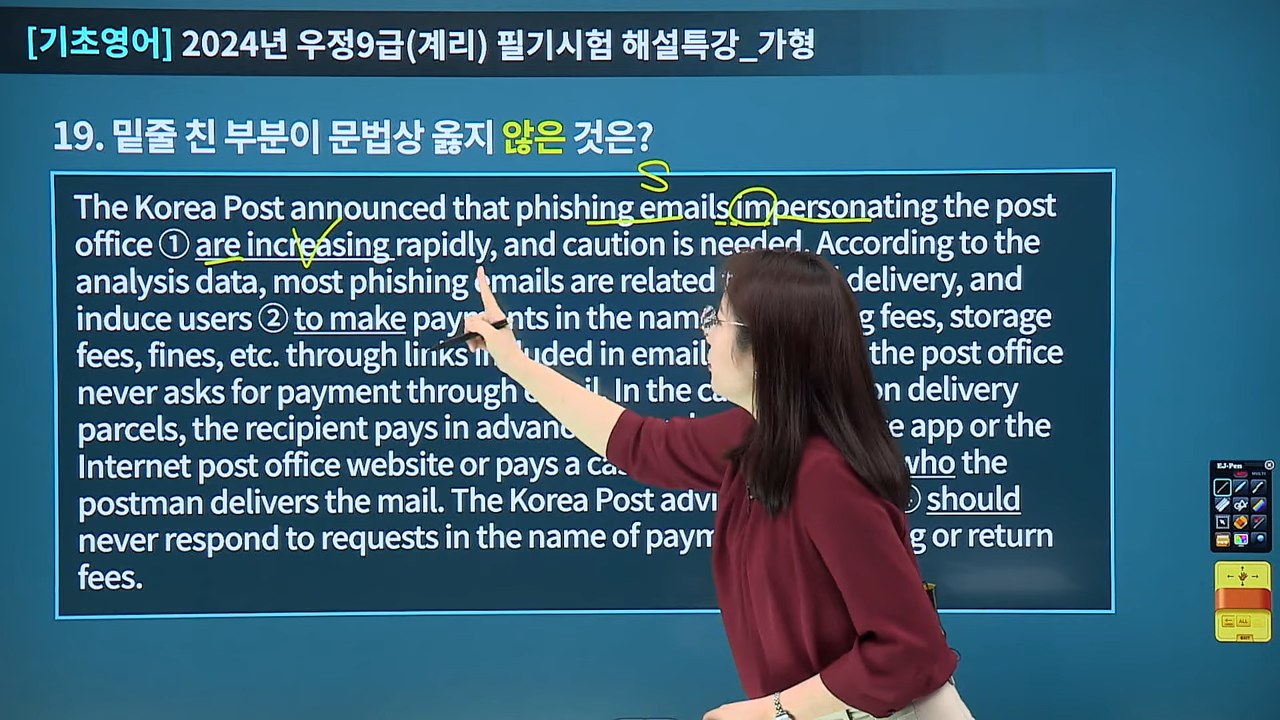 [기초영어] 2024년 우정9급(계리) 필기시험 해설특강_가형
19. 밑줄 친 부분이 문법상 옳지 않은 것은?
S
The Korea Post announced that phishing emails impersonating the post
office ① are increasing rapidly, and caution is needed. According to the
analysis data, most phishing emails are related delivery, and
induce users ② to make payments in the fees, storage
fees, fines, etc. through links included in the post office
never asks for payment through In the delivery
parcels, the recipient pays in app or the
Internet post office website or pays a who the
postman delivers the mail. The Korea Post should
never respond to requests in the name of or return
fees.
EJ-Pen
ALL